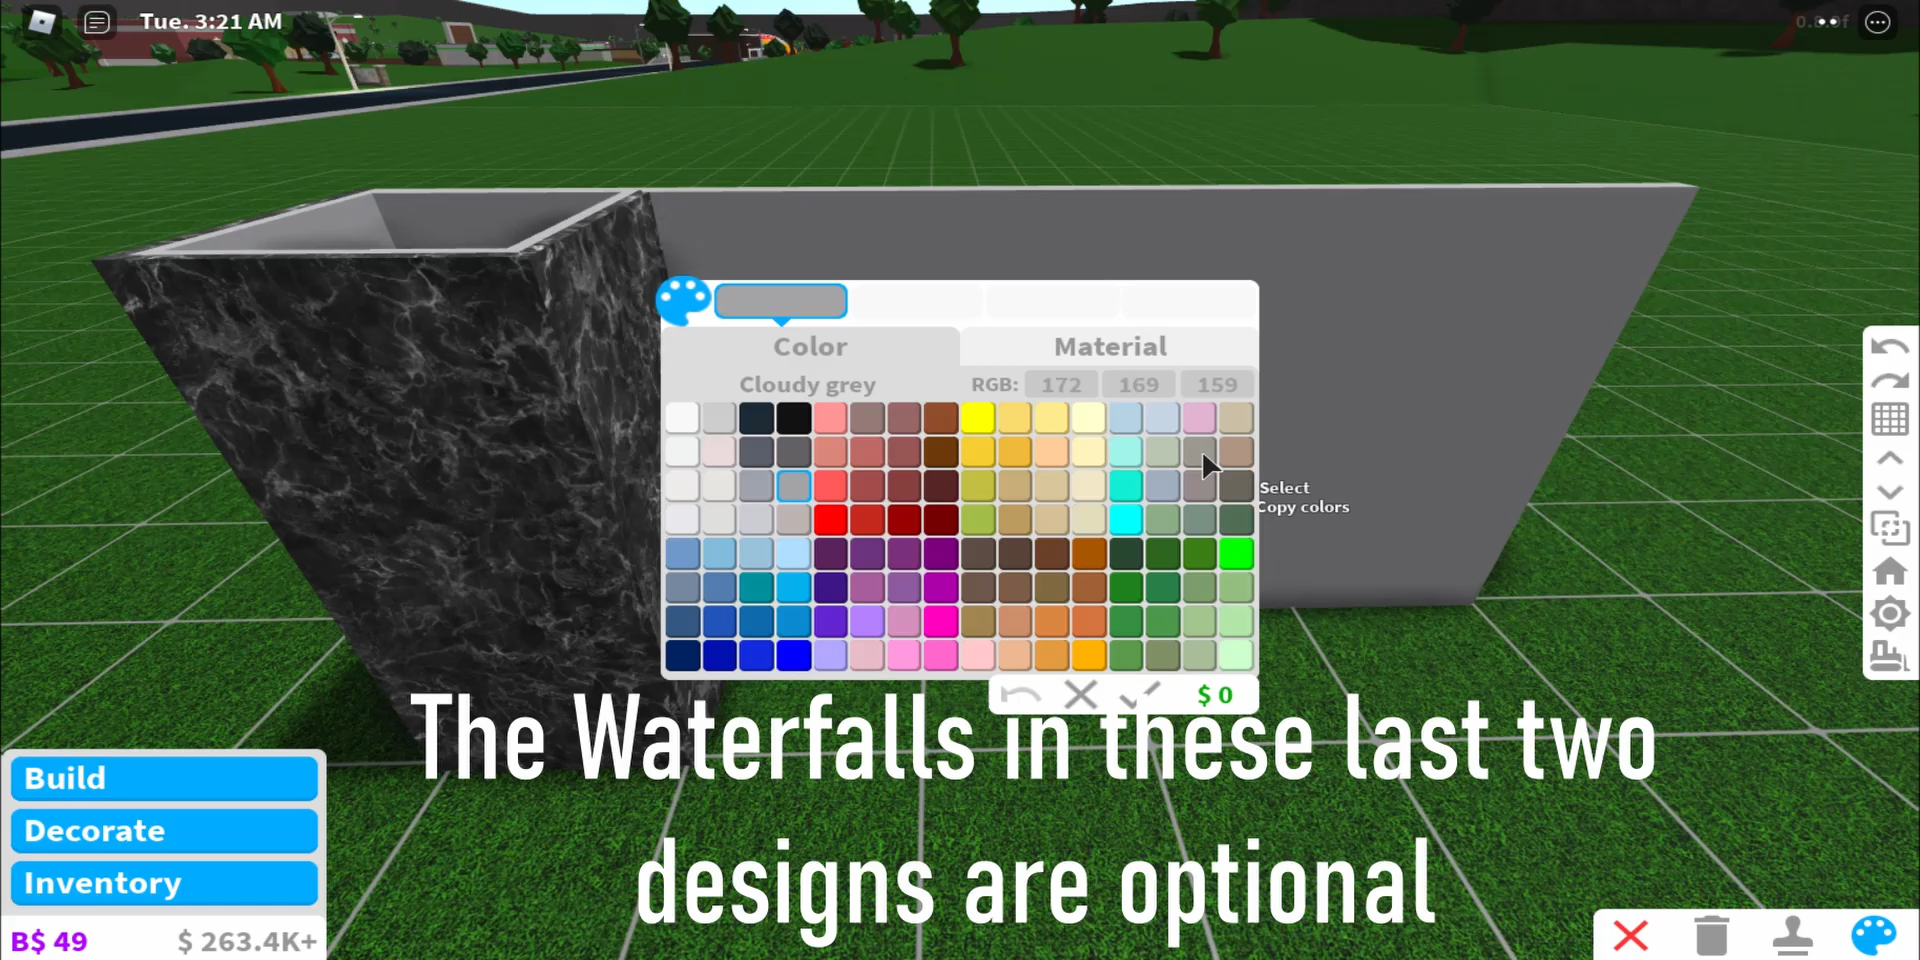 Tue. 3:21 AM
Color
Material
Cloudy grey
RGB: 172 169 159
Select
Copy colors
$ 0
The Waterfalls in these last two
designs are optional
Build
Decorate
Inventory
B$ 49
$ 263.4K+